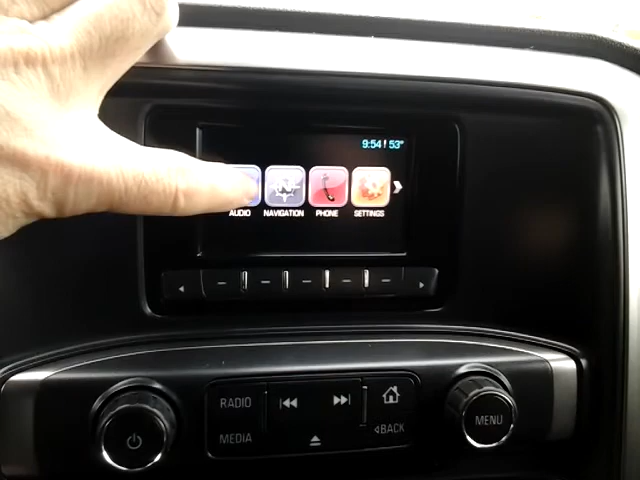 9:54 53°
AUDIO NAVIGATION PHONE SETTINGS
RADIO
MEDIA
BACK
MENU